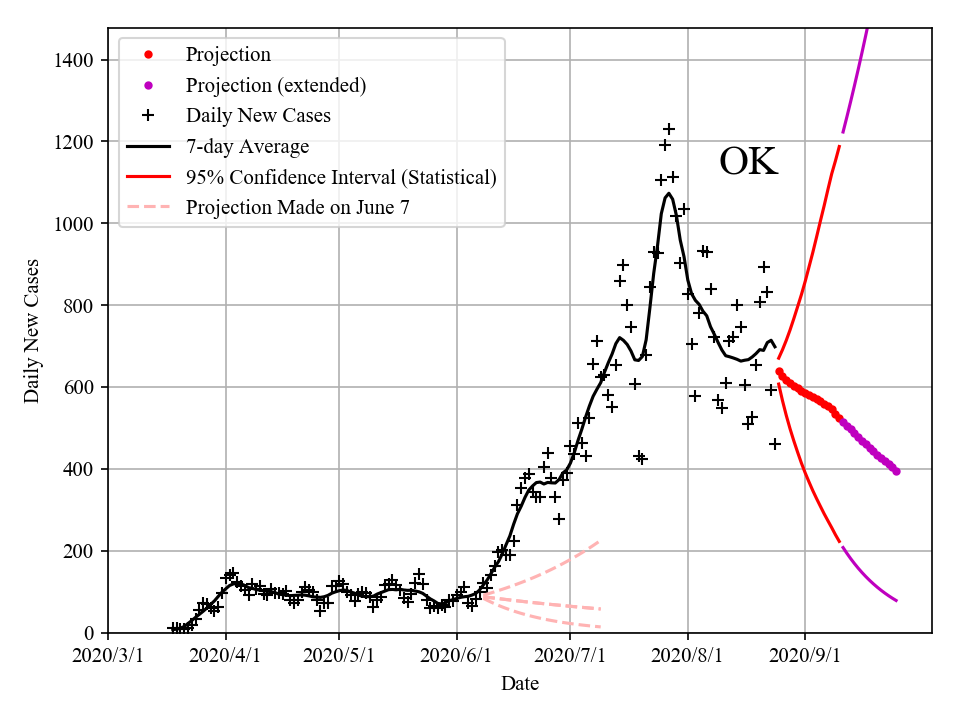 1400
1200
1000
800
600
400
200
0
Daily New Cases
Projection
Projection (extended)
Daily New Cases
7-day Average
95% Confidence Interval (Statistical)
Projection Made on June 7
OK
2020/3/1 2020/4/1 2020/5/1 2020/6/1 2020/7/1 2020/8/1 2020/9/1
Date